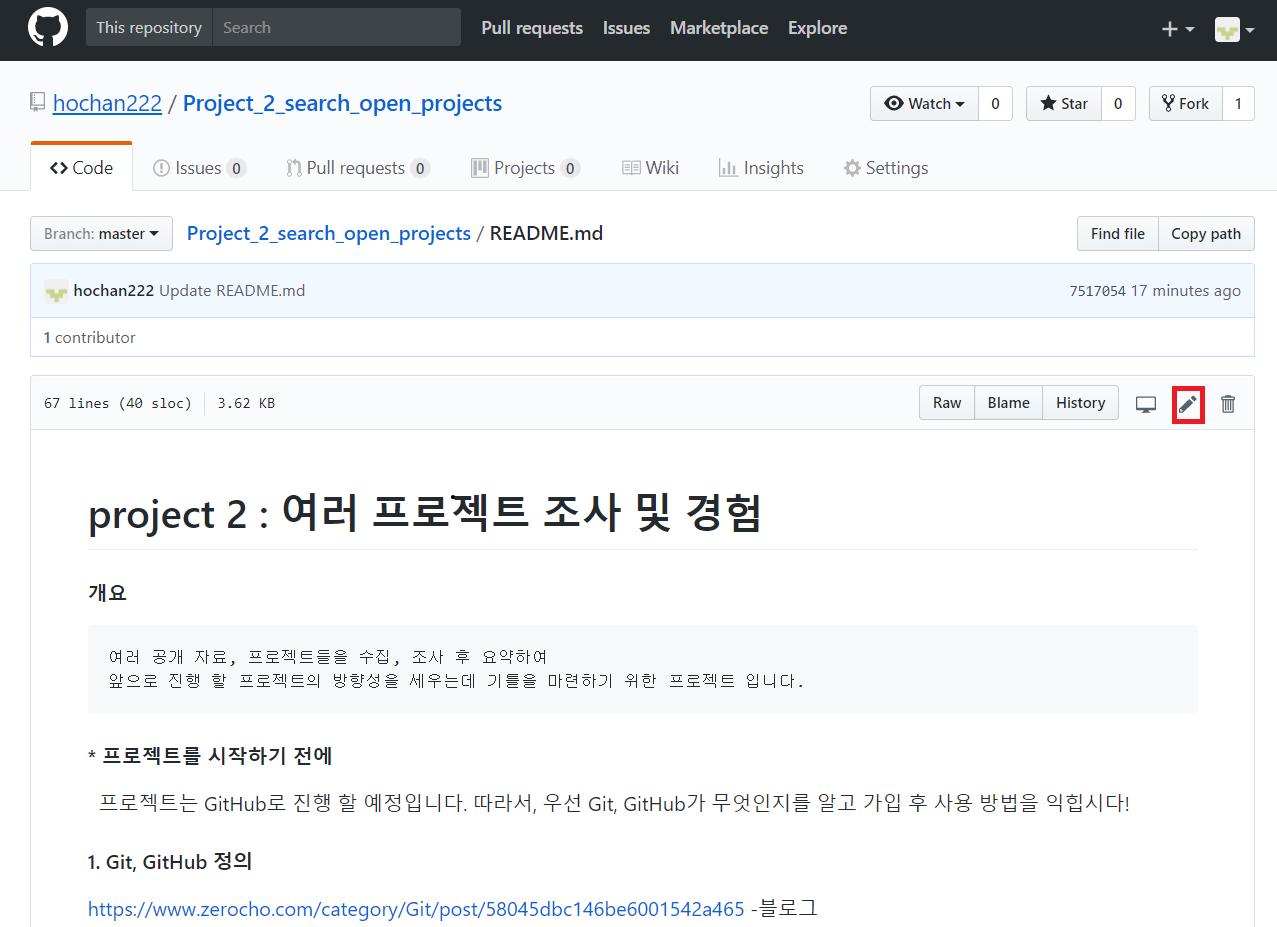 This repository Search Pull requests Issues Marketplace Explore
hochan222 / Project_2_search_open_projects Watch 0 Star 0 Fork 1
Code Issues 0 Pull requests 0 Projects 0 Wiki Insights Settings
Branch: master Project_2_search_open_projects / README.md Find file Copy path
hochan222 Update README.md 7517054 17 minutes ago
1 contributor
67 lines (40 sloc) 3.62 KB Raw Blame History
project 2 : 여러 프로젝트 조사 및 경험
개요
여러 공개 자료, 프로젝트들을 수집, 조사 후 요약하여
앞으로 진행 할 프로젝트의 방향성을 세우는데 기틀을 마련하기 위한 프로젝트 입니다.
* 프로젝트를 시작하기 전에
프로젝트는 GitHub로 진행 할 예정입니다. 따라서, 우선 Git, GitHub가 무엇인지를 알고 가입 후 사용 방법을 익힙시다!
1. Git, GitHub 정의
https://www.zerocho.com/category/Git/post/58045dbc146be6001542a465 -블로그